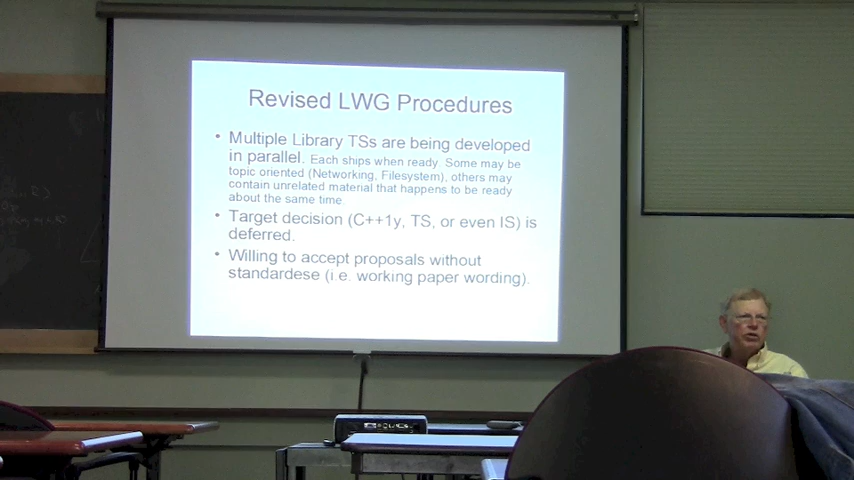 Revised LWG Procedures
• Multiple Library TSs are being developed
in parallel. Each ships when ready. Some may be
topic oriented (Networking, Filesystem), others may
contain unrelated material that happens to be ready
about the same time
• Target decision (C++1y, TS, or even IS) is
deferred.
• Willing to accept proposals without
standardese (i.e. working paper wording).